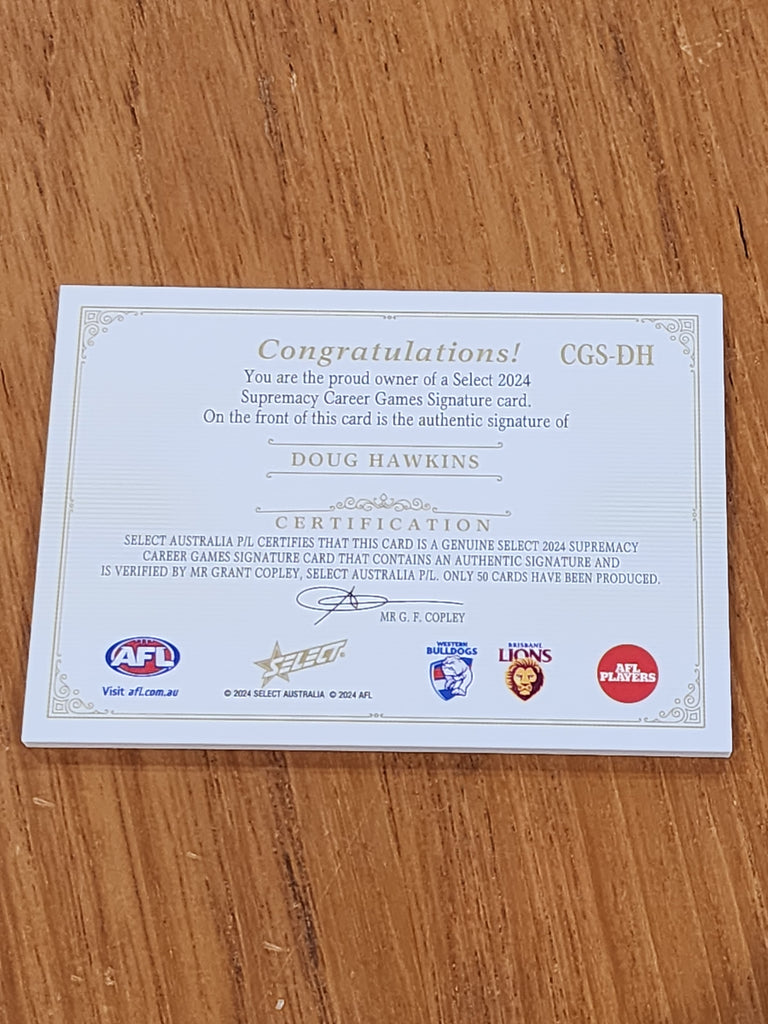 Congratulations! CGS-DH
You are the proud owner of a Select 2024
Supremacy Career Games Signature card.
On the front of this card is the authentic signature of
DOUG HAWKINS
CERTIFICATION
SELECT AUSTRALIA P/L CERTIFIES THAT THIS CARD IS A GENUINE SELECT 2024 SUPREMACY
CAREER GAMES SIGNATURE CARD THAT CONTAINS AN AUTHENTIC SIGNATURE AND
IS VERIFIED BY MR GRANT COPLEY, SELECT AUSTRALIA P/L. ONLY 50 CARDS HAVE BEEN PRODUCED.
MR G. F. COPLEY
AFL
Visit afl.com.au
SELECT
© 2024 SELECT AUSTRALIA © 2024 AFL
WESTERN
BULLDOGS
BRISBANE
LIONS
AFL
PLAYERS